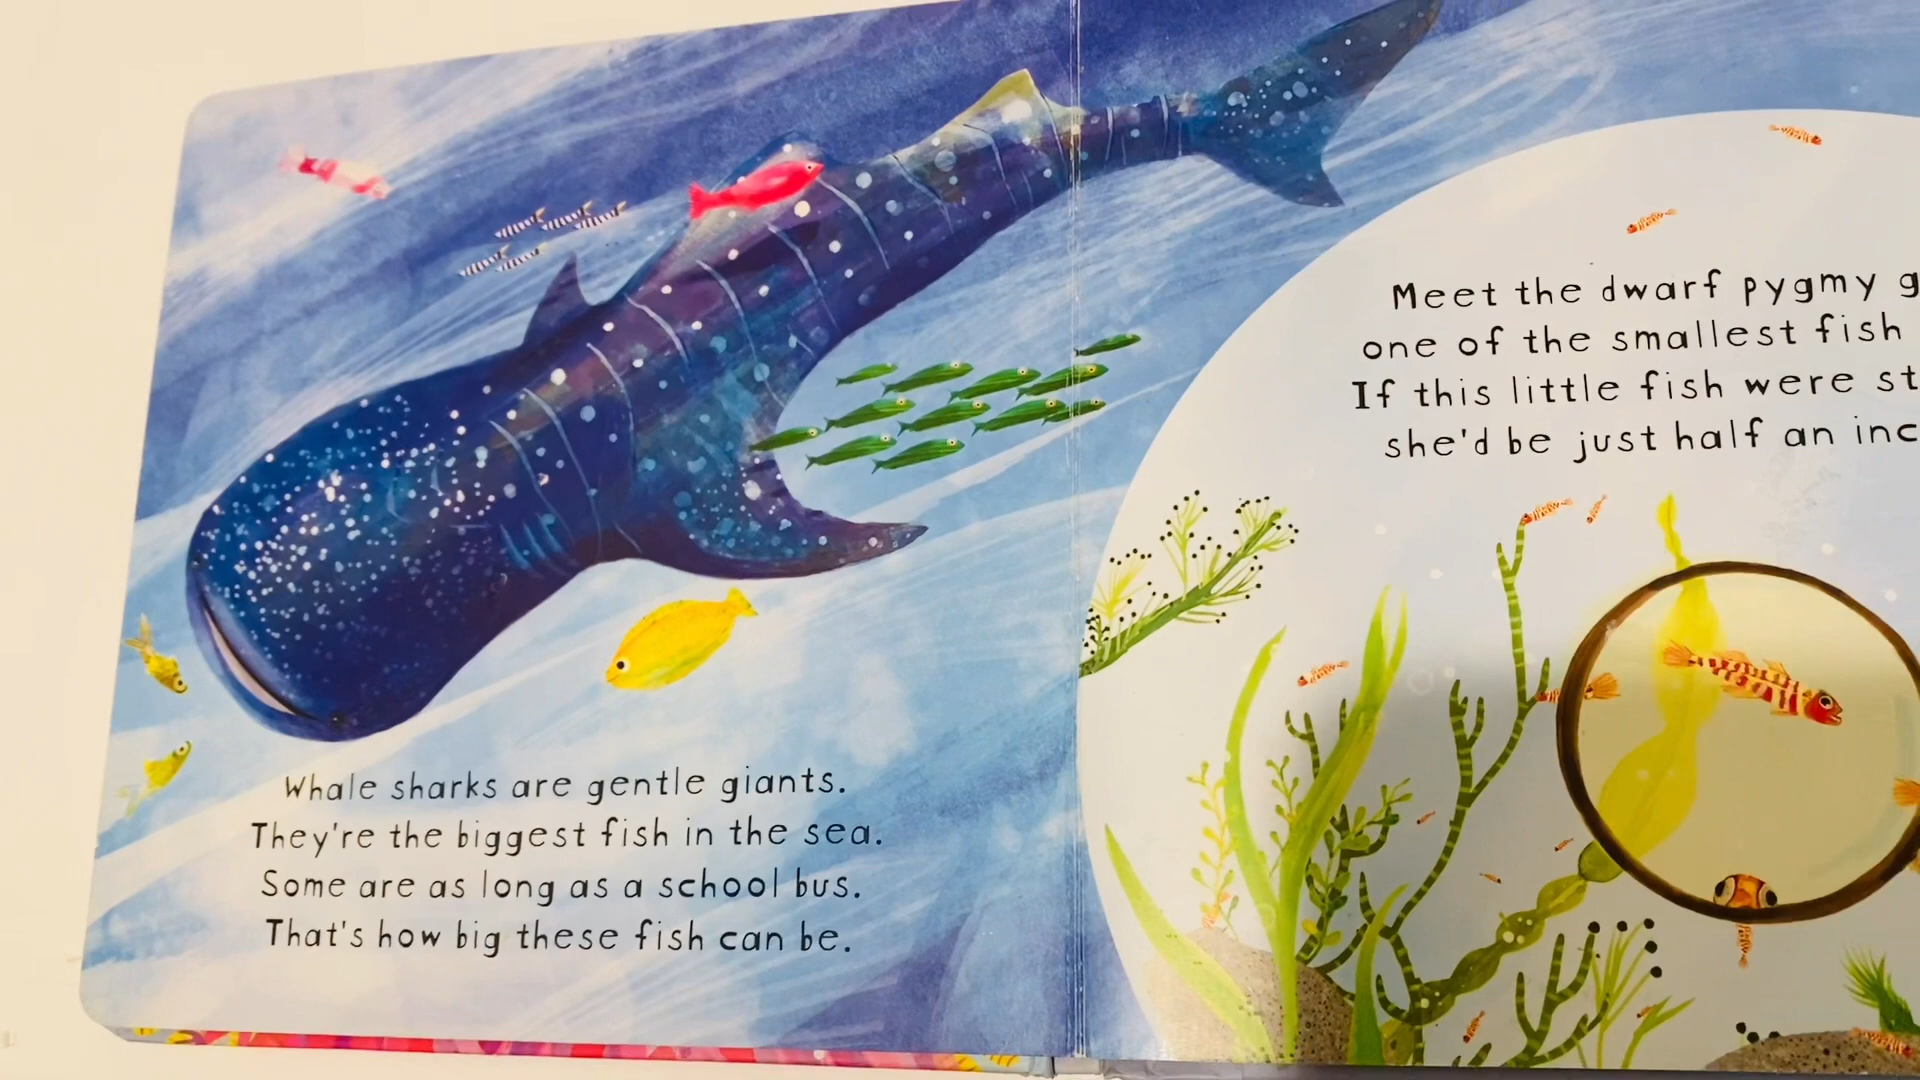 Whale sharks are gentle giants.
They're the biggest fish in the sea.
Some are as long as a school bus.
That's how big these fish can be.
Meet the dwarf pygmy
one of the smallest fish
If this little fish were
she'd be just half an